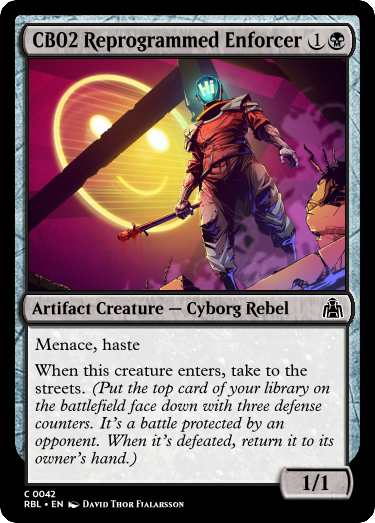 CB02 Reprogrammed Enforcer 1
Hi
Artifact Creature — Cyborg Rebel
Menace, haste
When this creature enters, take to the
streets. (Put the top card of your library on
the battlefield face down with three defense
counters. It's a battle protected by an
opponent. When it's defeated, return it to its
owner's hand.)
1/1
C 0042
RBL • EN David Thor Fjalarsson